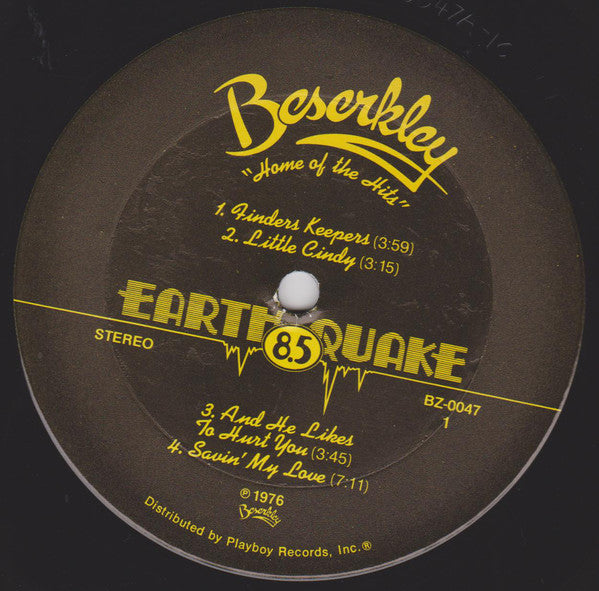 Beserkley
"Home of the Hits"
1. Finders Keepers (3:59)
2. Little Cindy (3:15)
EARTH QUAKE
8.5
STEREO
BZ-0047
1
3. And He Likes
To Hurt You (3:45)
4. Savin' My Love (7:11)
℗ 1976
Beserkley
Distributed by Playboy Records, Inc.®